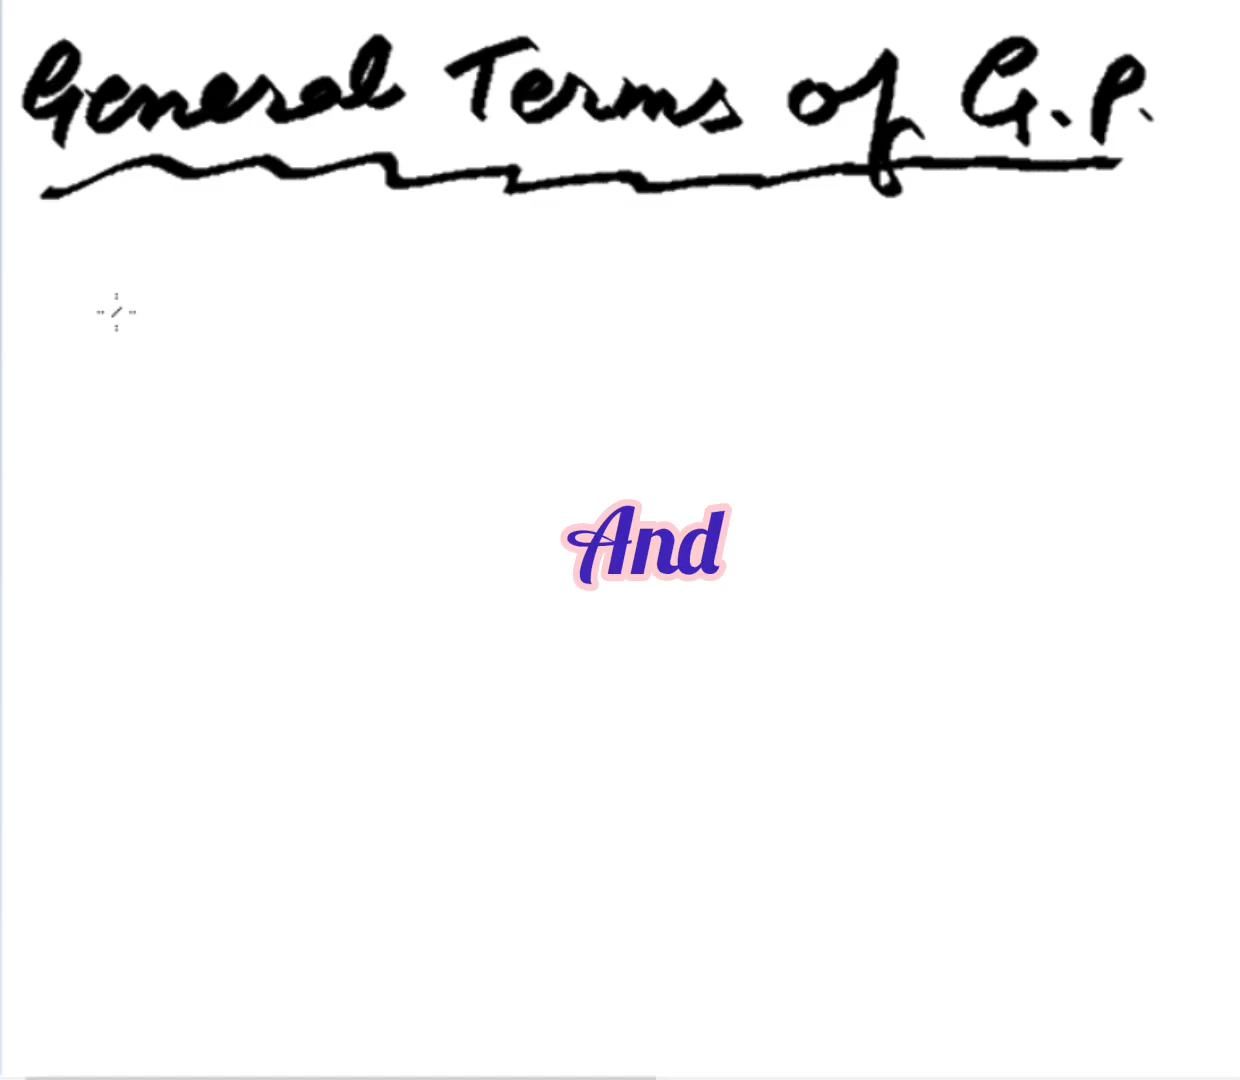 General Terms of G.P.
And